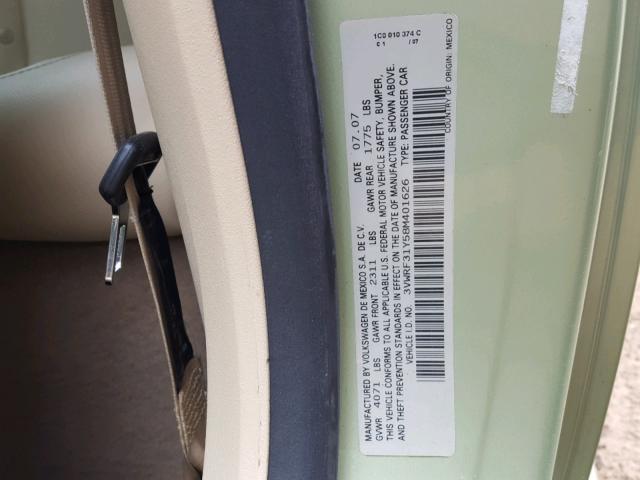 1C0 010 374 C
C 1 / 07
MANUFACTURED BY VOLKSWAGEN DE MEXICO S.A. DE C.V. DATE 07.07
GVWR 4071 LBS GAWR FRONT 2311 LBS GAWR REAR 1775 LBS
THIS VEHICLE CONFORMS TO ALL APPLICABLE U.S. FEDERAL MOTOR VEHICLE SAFETY, BUMPER,
AND THEFT PREVENTION STANDARDS IN EFFECT ON THE DATE OF MANUFACTURE SHOWN ABOVE.
VEHICLE I.D. NO. 3VWRF31Y58M401626 TYPE: PASSENGER CAR
COUNTRY OF ORIGIN: MEXICO